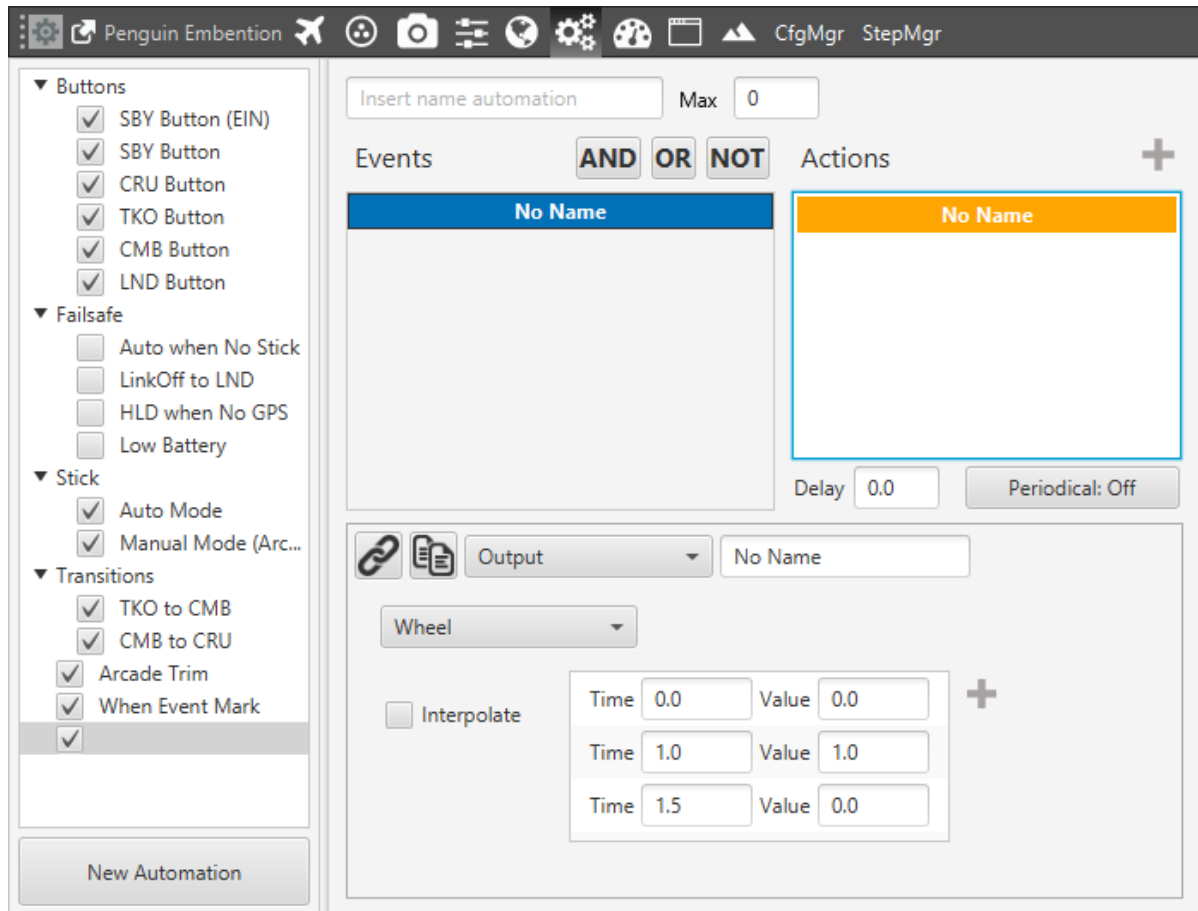 Penguin Embention CfgMgr StepMgr
Buttons
SBY Button (EIN)
SBY Button
CRU Button
TKO Button
CMB Button
LND Button
Failsafe
Auto when No Stick
LinkOff to LND
HLD when No GPS
Low Battery
Stick
Auto Mode
Manual Mode (Arc...
Transitions
TKO to CMB
CMB to CRU
Arcade Trim
When Event Mark
New Automation
Insert name automation Max 0
Events AND OR NOT Actions
No Name No Name
Delay 0.0 Periodical: Off
Output No Name
Wheel
Interpolate
Time 0.0 Value 0.0
Time 1.0 Value 1.0
Time 1.5 Value 0.0